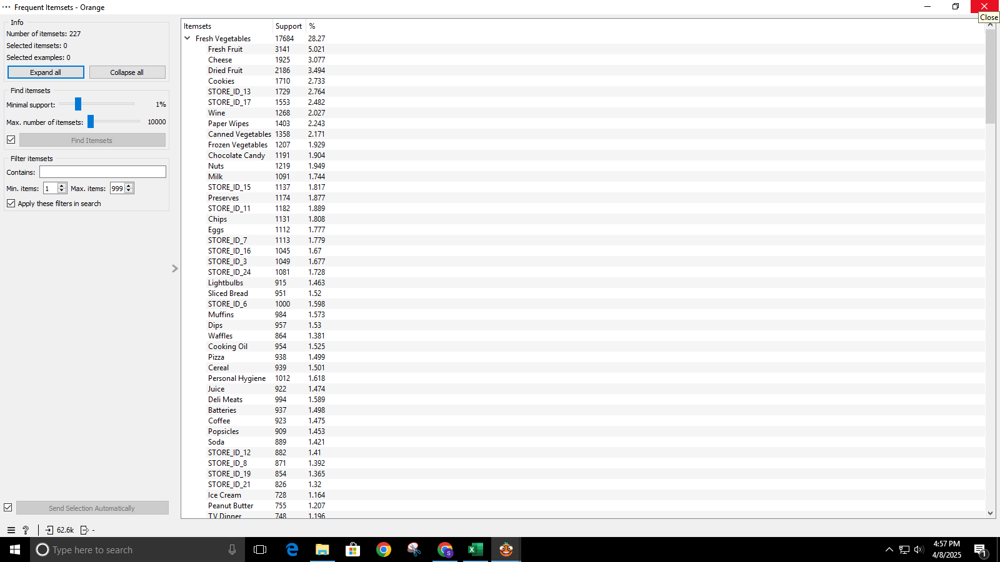 Frequent Itemsets - Orange
Close
Info
Number of itemsets: 227
Selected itemsets: 0
Selected examples: 0
Expand all
Collapse all
Find itemsets
Minimal support: 1%
Max. number of itemsets: 10000
Find Itemsets
Filter itemsets
Contains:
Min. items: 1 Max. items: 999
Apply these filters in search
Send Selection Automatically
62.6k -
Itemsets Support %
Fresh Vegetables 17684 28.27
Fresh Fruit 3141 5.021
Cheese 1925 3.077
Dried Fruit 2186 3.494
Cookies 1710 2.733
STORE_ID_13 1729 2.764
STORE_ID_17 1553 2.482
Wine 1268 2.027
Paper Wipes 1403 2.243
Canned Vegetables 1358 2.171
Frozen Vegetables 1207 1.929
Chocolate Candy 1191 1.904
Nuts 1219 1.949
Milk 1091 1.744
STORE_ID_15 1137 1.817
Preserves 1174 1.877
STORE_ID_11 1182 1.889
Chips 1131 1.808
Eggs 1112 1.777
STORE_ID_7 1113 1.779
STORE_ID_16 1045 1.67
STORE_ID_3 1049 1.677
STORE_ID_24 1081 1.728
Lightbulbs 915 1.463
Sliced Bread 951 1.52
STORE_ID_6 1000 1.598
Muffins 984 1.573
Dips 957 1.53
Waffles 864 1.381
Cooking Oil 954 1.525
Pizza 938 1.499
Cereal 939 1.501
Personal Hygiene 1012 1.618
Juice 922 1.474
Deli Meats 994 1.589
Batteries 937 1.498
Coffee 923 1.475
Popsicles 909 1.453
Soda 889 1.421
STORE_ID_12 882 1.41
STORE_ID_8 871 1.392
STORE_ID_19 854 1.365
STORE_ID_21 826 1.32
Ice Cream 728 1.164
Peanut Butter 755 1.207
TV Dinner 748 1.196
Type here to search
4:57 PM
4/8/2025
1